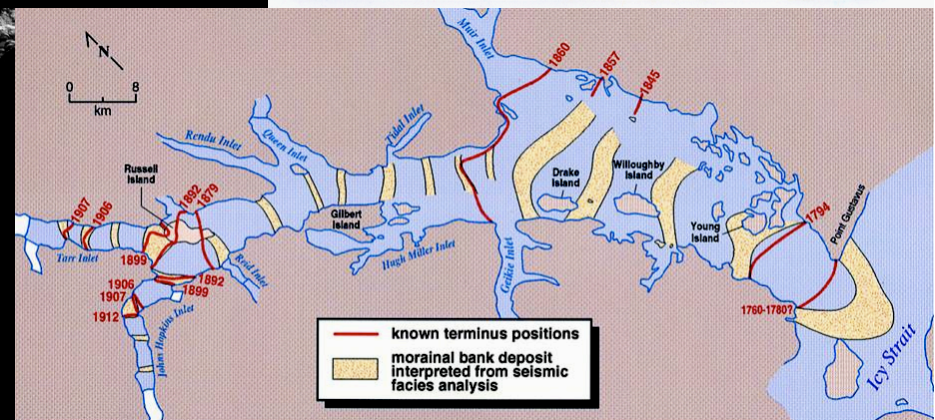 Muir Inlet
1860
1857
1845
N
0
8
km
Rendu Inlet
Queen Inlet
Tidal Inlet
Russell
Island
1892
1879
1907
1906
Drake
Island
Willoughby
Island
Gilbert
Island
Young
Island
1794
Point Gustavus
Tarr Inlet
1899
Reid Inlet
Hugh Miller Inlet
Geikie Inlet
1906
1892
1899
1907
1912
Johns Hopkins Inlet
1760-1780?
Icy Strait
known terminus positions
morainal bank deposit
interpreted from seismic
facies analysis